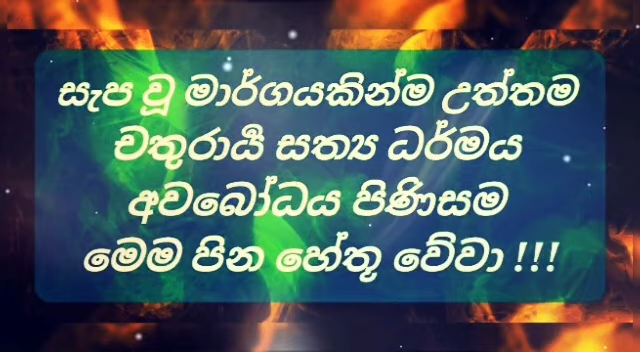 සැප වූ මාර්ගයකින්ම උත්තම
චතුරාර්‍ය සත්‍ය ධර්මය
අවබෝධය පිණිසම
මෙම පින හේතූ වේවා !!!